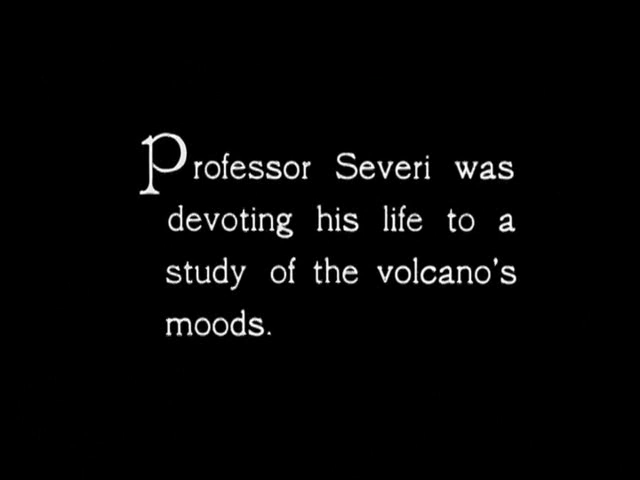 Professor Severi was
devoting his life to a
study of the volcano's
moods.